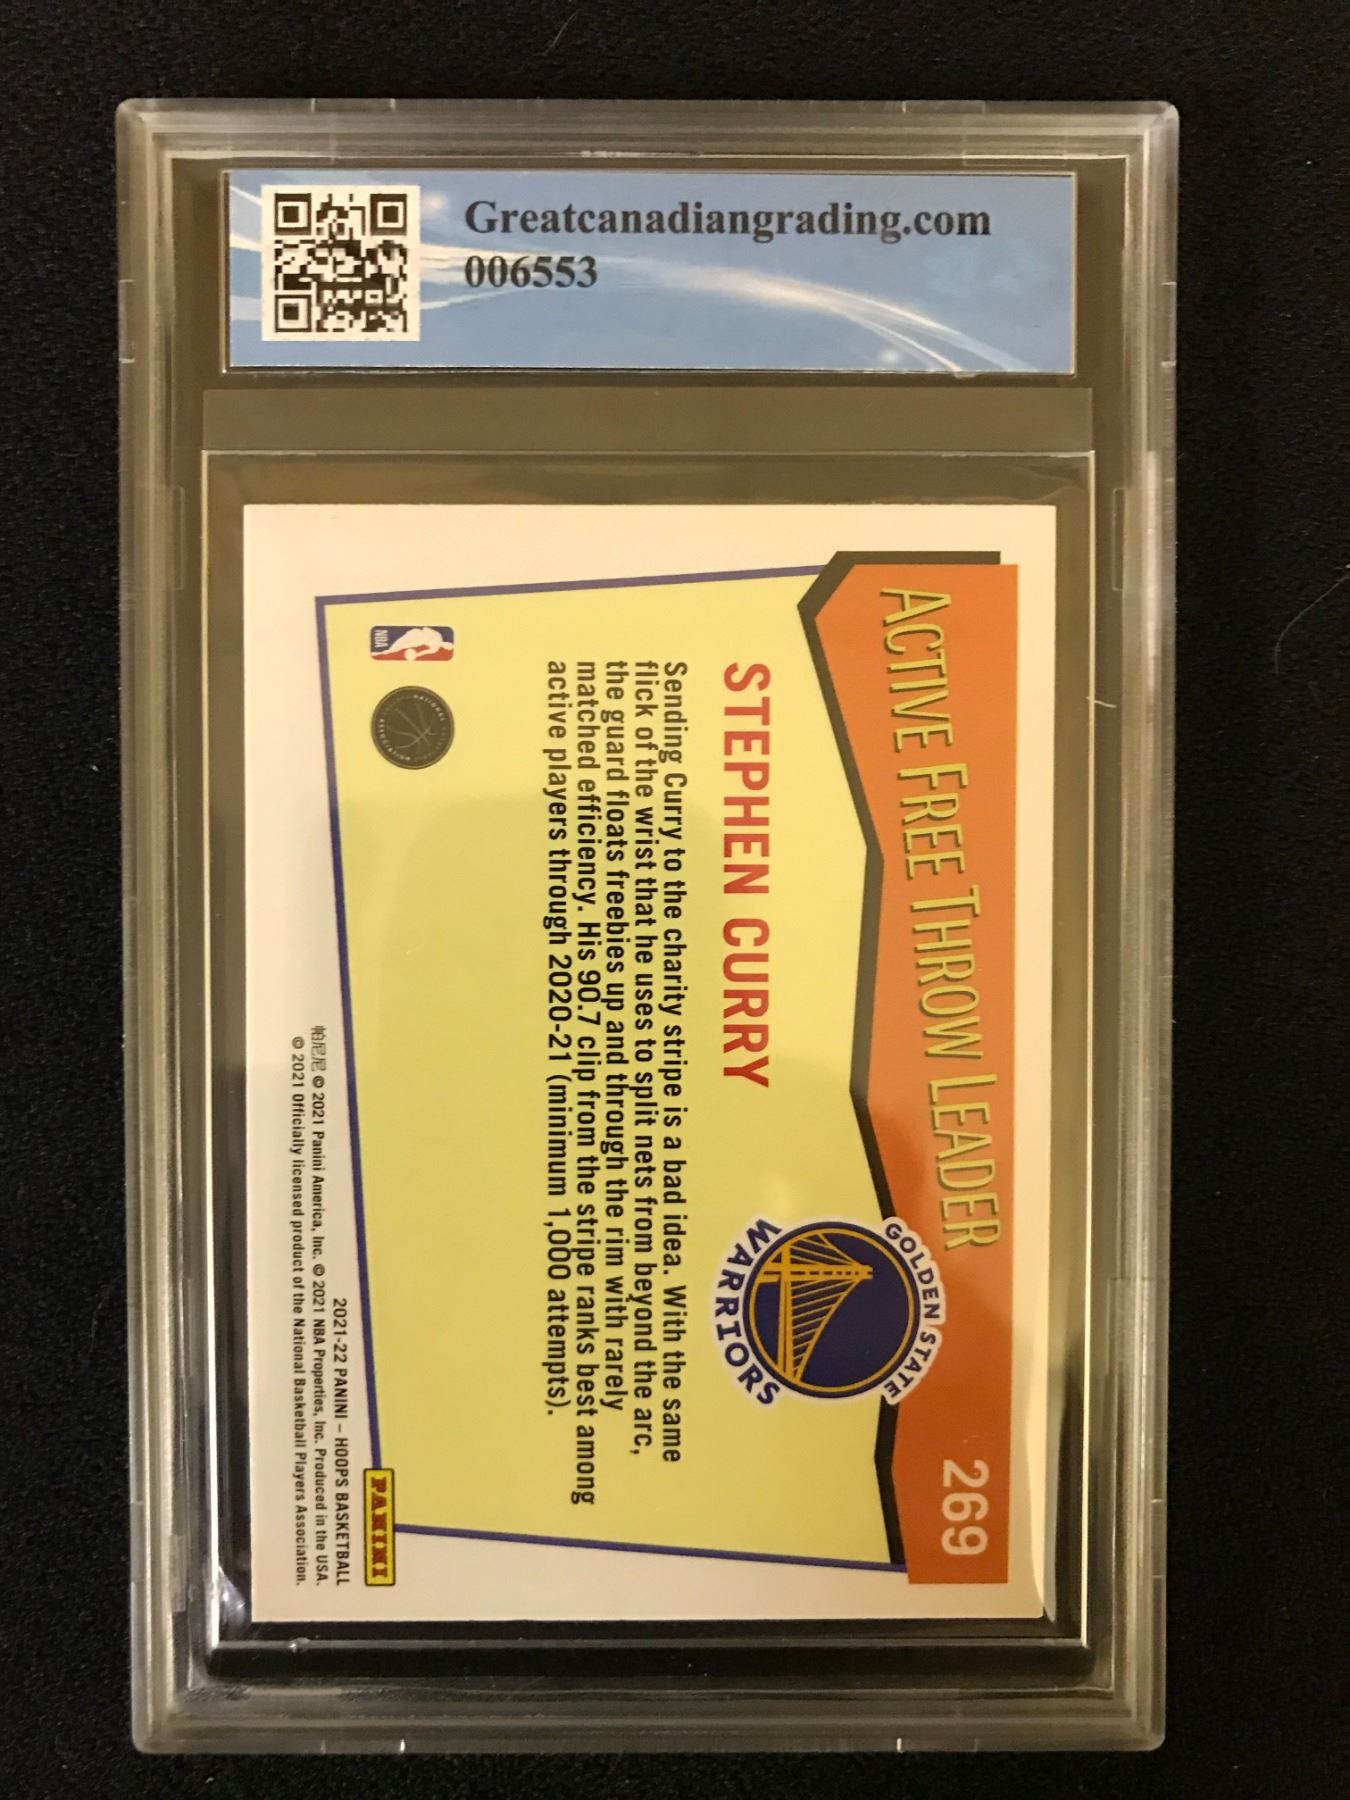 Greatcanadiangrading.com
006553
ACTIVE FREE THROW LEADER
269
GOLDEN STATE
WARRIORS
STEPHEN CURRY
Sending Curry to the charity stripe is a bad idea. With the same
flick of the wrist that he uses to split nets from beyond the arc,
the guard floats freebies up and through the rim with rarely
matched efficiency. His 90.7 clip from the stripe ranks best among
active players through 2020-21 (minimum 1,000 attempts).
NBA
PANINI
2021-22 PANINI – HOOPS BASKETBALL
帕尼尼 © 2021 Panini America, Inc. © 2021 NBA Properties, Inc. Produced in the USA.
© 2021 Officially licensed product of the National Basketball Players Association.